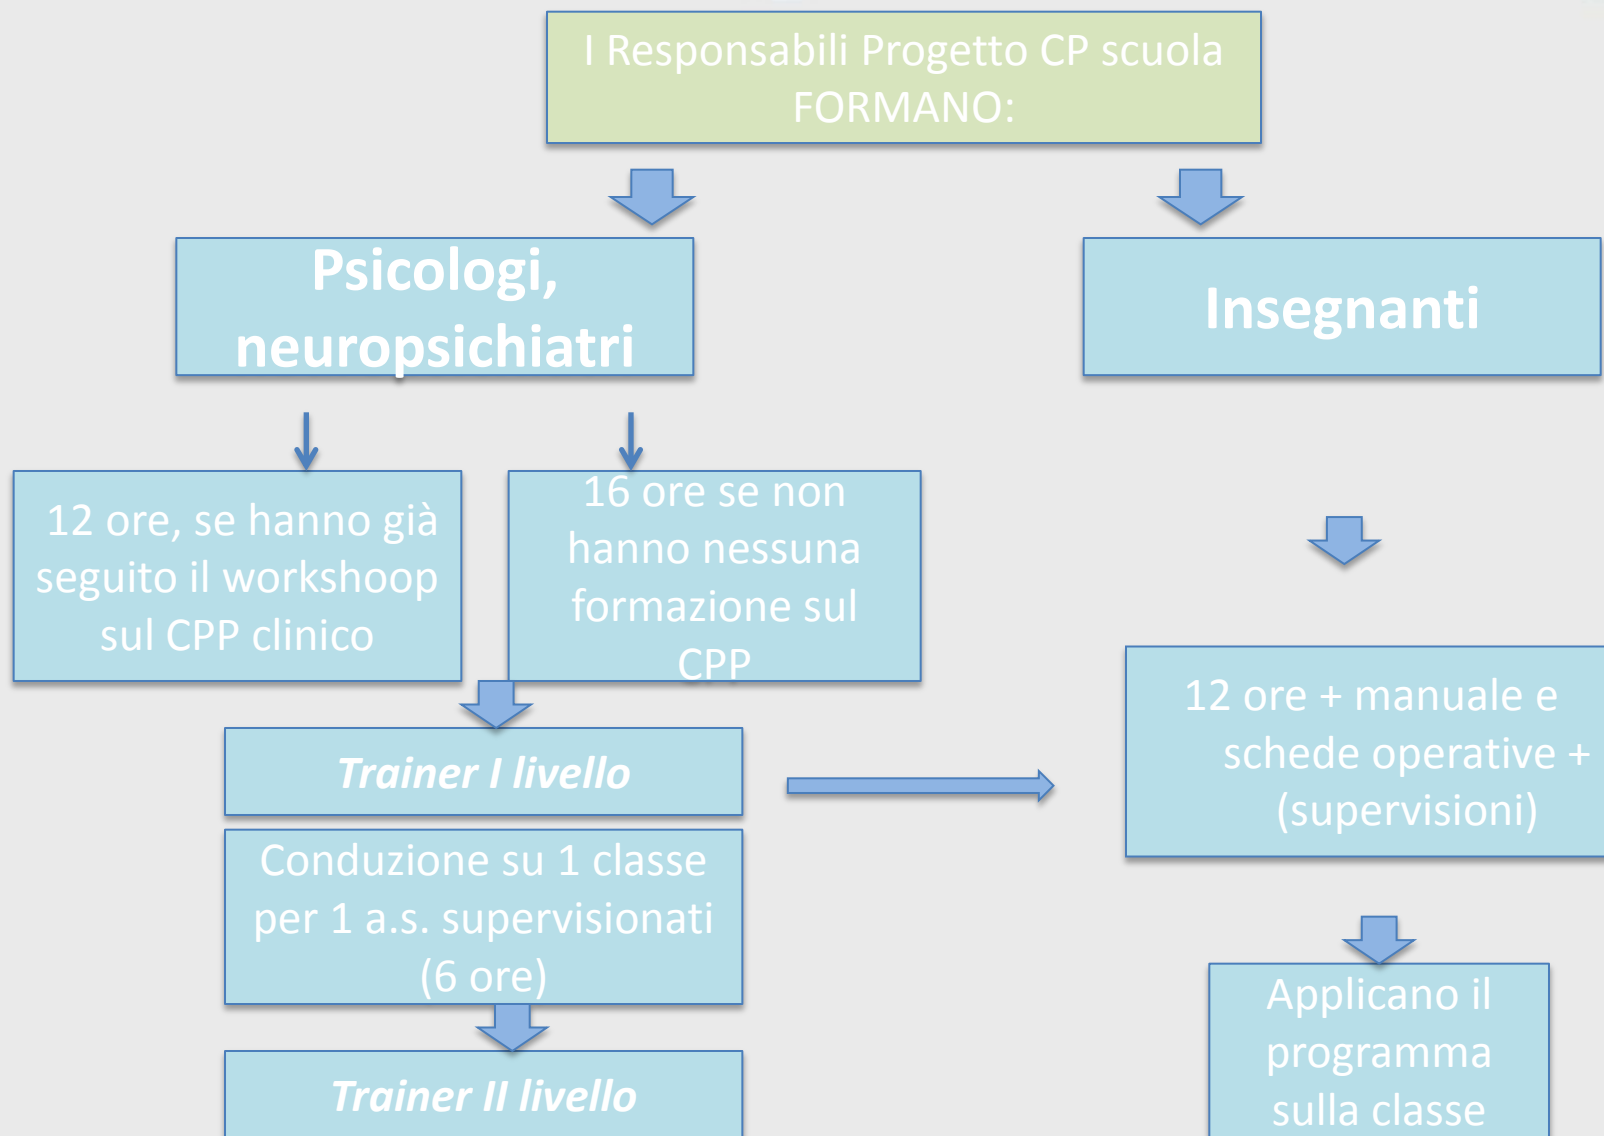 I Responsabili Progetto CP scuola
FORMANO:
Psicologi,
neuropsichiatri
Insegnanti
12 ore, se hanno già
seguito il workshoop
sul CPP clinico
16 ore se non
hanno nessuna
formazione sul
CPP
12 ore + manuale e
schede operative +
(supervisioni)
Trainer I livello
Conduzione su 1 classe
per 1 a.s. supervisionati
(6 ore)
Trainer II livello
Applicano il
programma
sulla classe